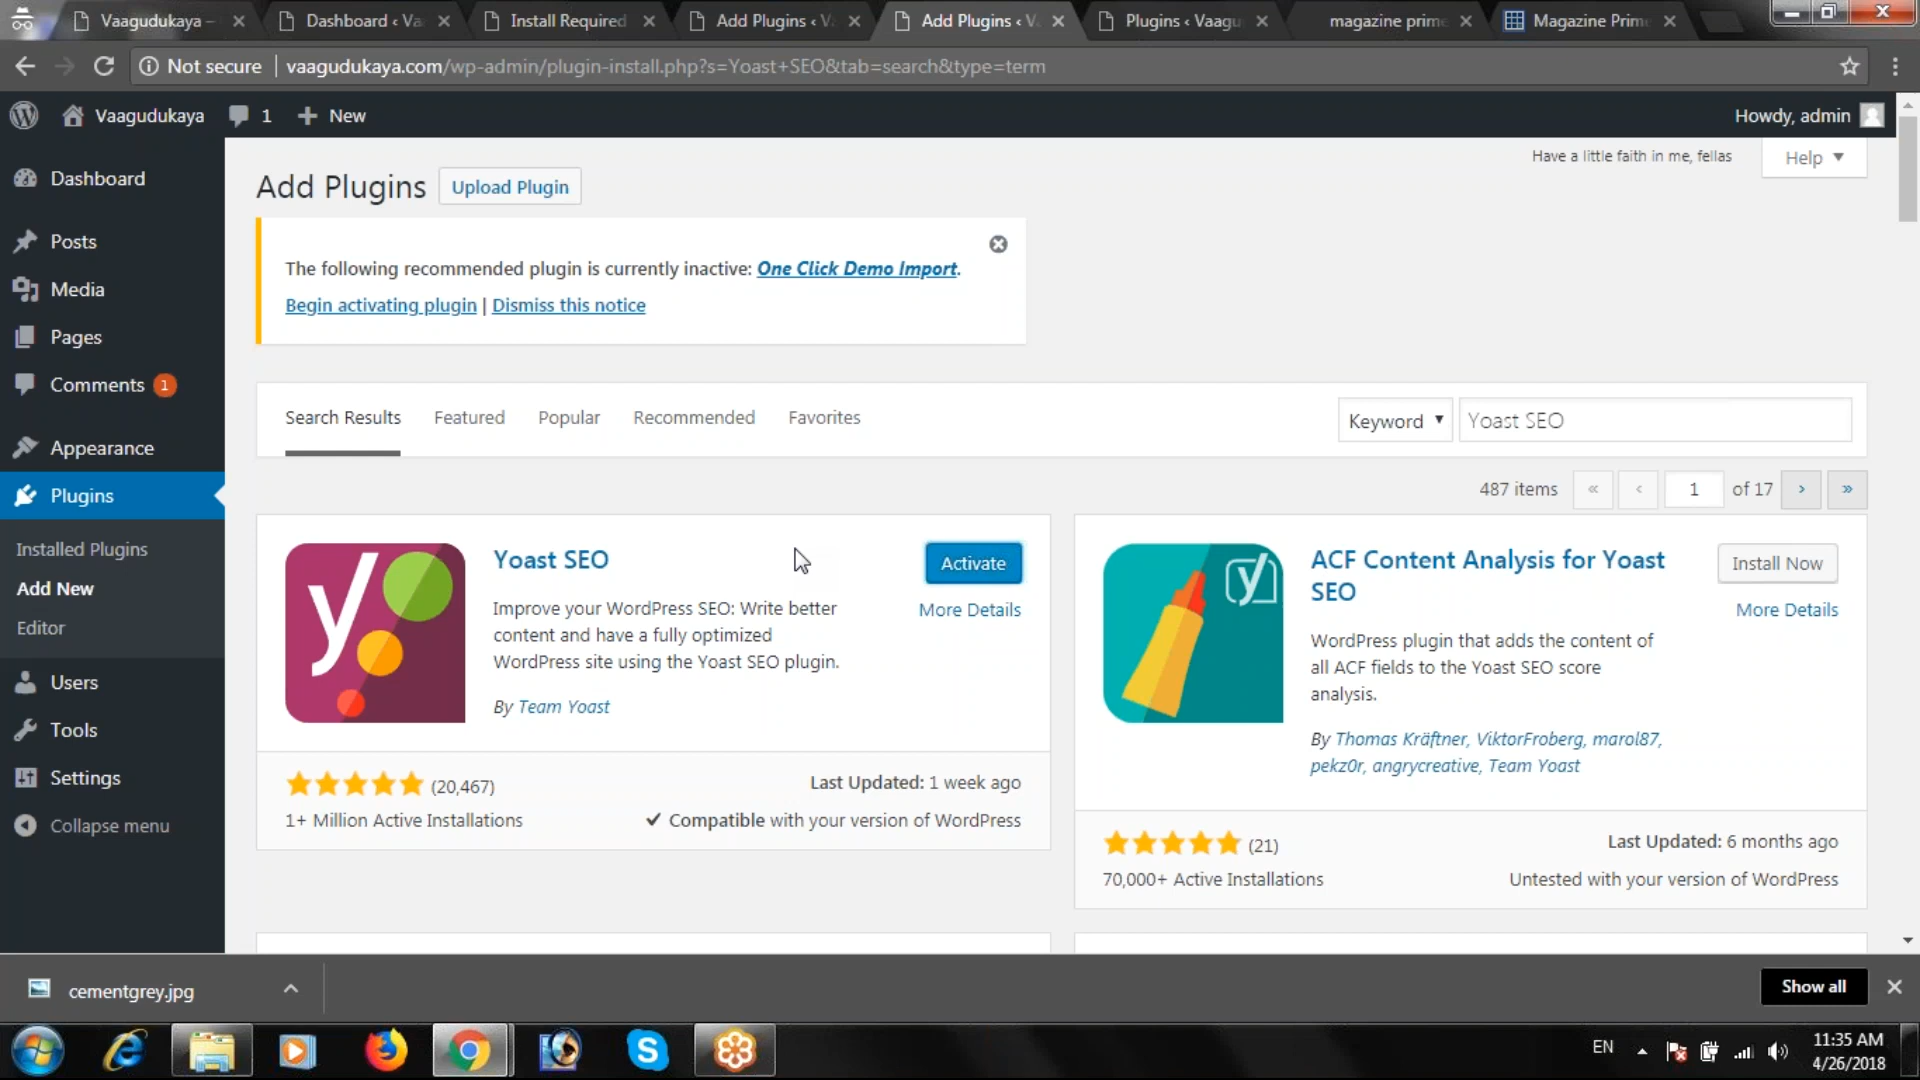 Vaagudukaya –
Dashboard ‹ Va
Install Required
Add Plugins ‹ V
Add Plugins ‹ V
Plugins ‹ Vaagu
magazine prime
Magazine Prim
Not secure
vaagudukaya.com/wp-admin/plugin-install.php?s=Yoast+SEO&tab=search&type=term
Vaagudukaya
1
New
Howdy, admin
Have a little faith in me, fellas
Help
Dashboard
Posts
Media
Pages
Comments 1
Appearance
Plugins
Installed Plugins
Add New
Editor
Users
Tools
Settings
Collapse menu
Add Plugins
Upload Plugin
The following recommended plugin is currently inactive: One Click Demo Import.
Begin activating plugin | Dismiss this notice
Search Results
Featured
Popular
Recommended
Favorites
Keyword
Yoast SEO
487 items
«
‹
1
of 17
›
»
Yoast SEO
Activate
More Details
Improve your WordPress SEO: Write better
content and have a fully optimized
WordPress site using the Yoast SEO plugin.
By Team Yoast
(20,467)
Last Updated: 1 week ago
1+ Million Active Installations
Compatible with your version of WordPress
ACF Content Analysis for Yoast
SEO
Install Now
More Details
WordPress plugin that adds the content of
all ACF fields to the Yoast SEO score
analysis.
By Thomas Kräftner, ViktorFroberg, marol87,
pekz0r, angrycreative, Team Yoast
(21)
Last Updated: 6 months ago
70,000+ Active Installations
Untested with your version of WordPress
cementgrey.jpg
Show all
EN
11:35 AM
4/26/2018